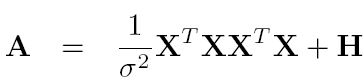 A = 1/σ² XᵀXXᵀX + H